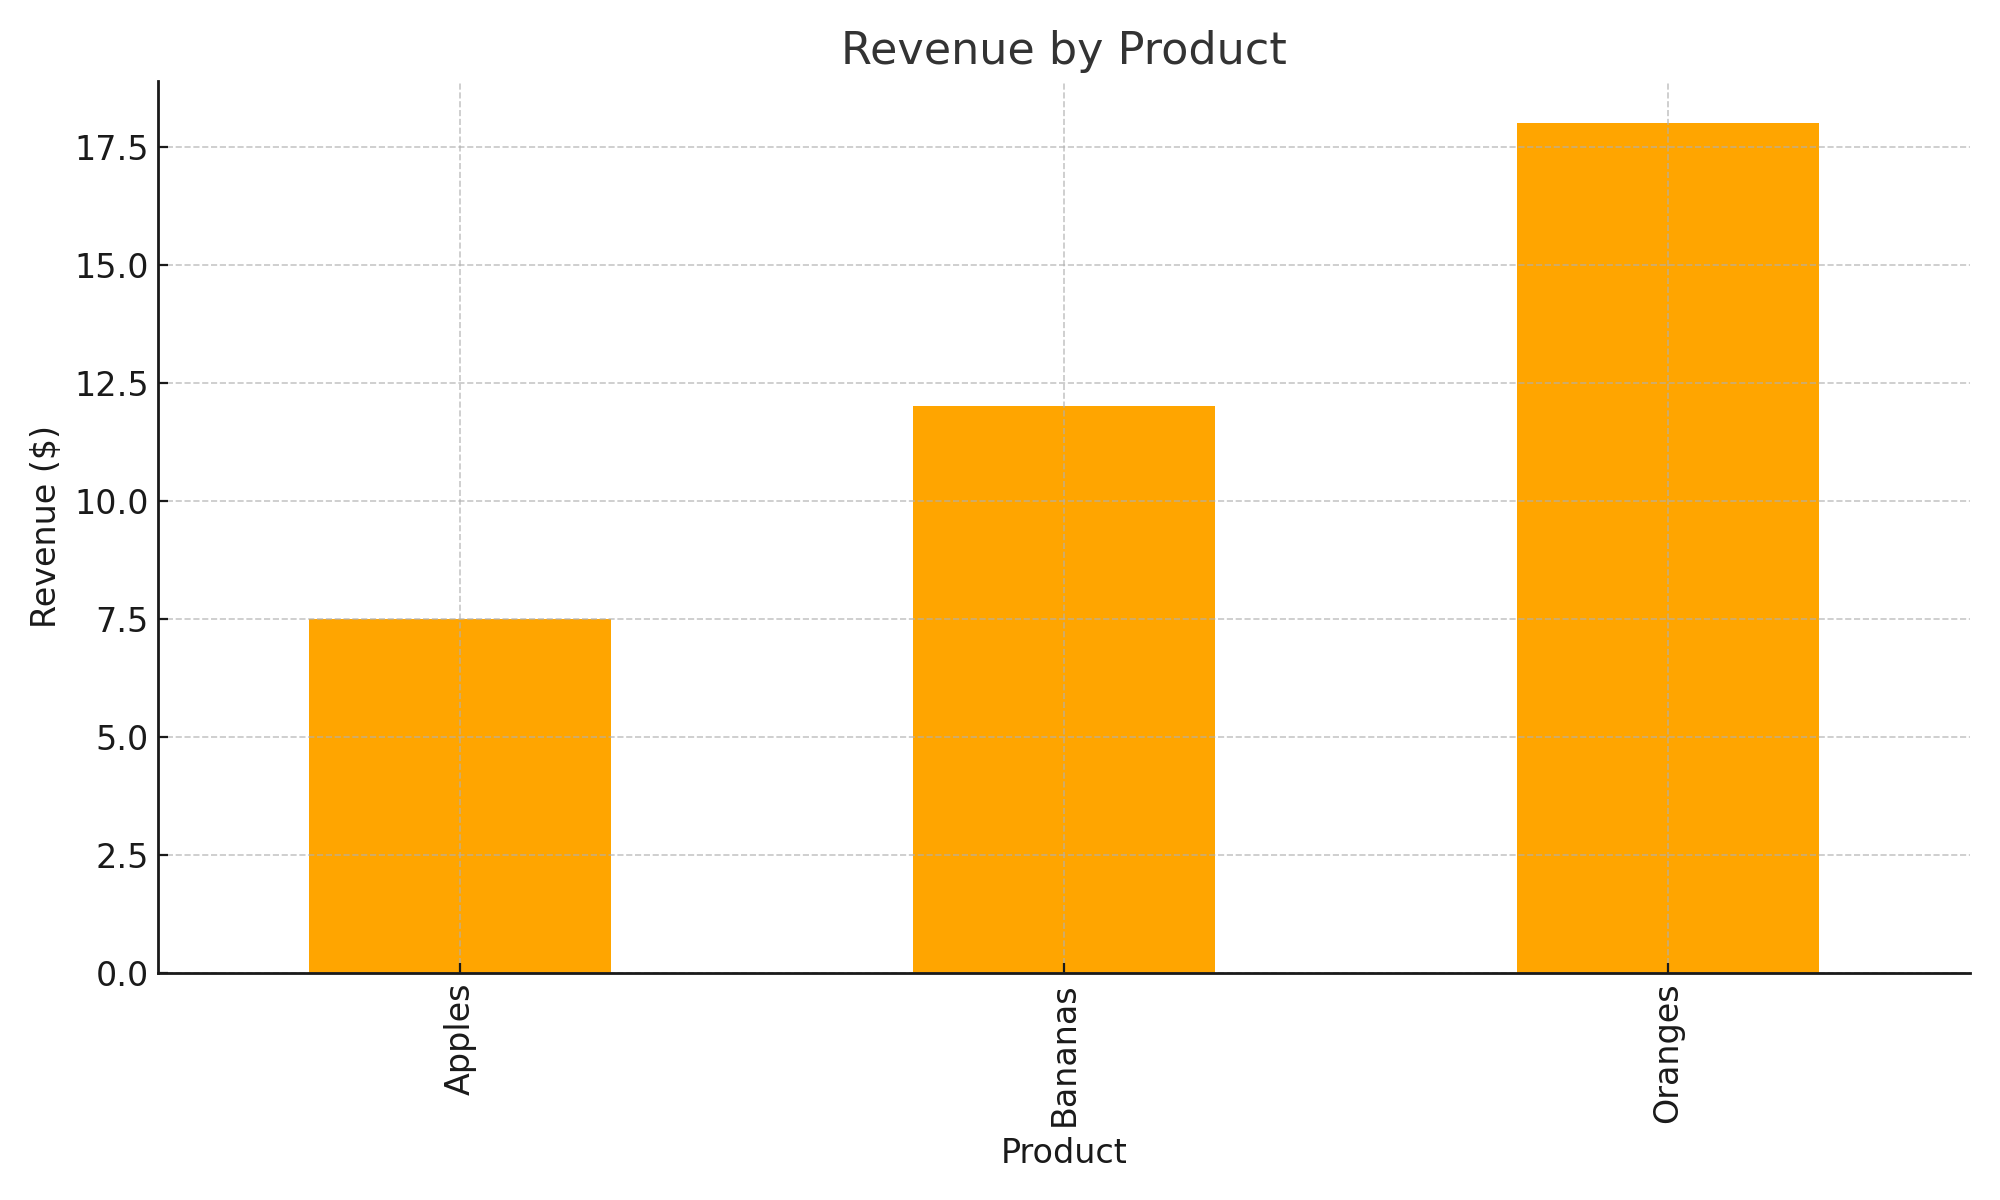 Revenue by Product
Revenue ($)
17.5
15.0
12.5
10.0
7.5
5.0
2.5
0.0
Apples
Bananas
Oranges
Product